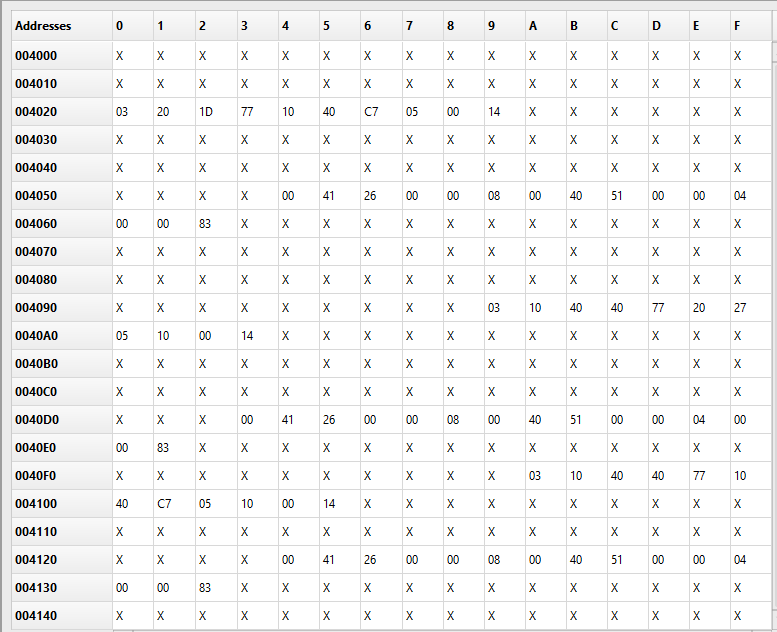 Addresses 0 1 2 3 4 5 6 7 8 9 A B C D E F
004000 X X X X X X X X X X X X X X X X
004010 X X X X X X X X X X X X X X X X
004020 03 20 1D 77 10 40 C7 05 00 14 X X X X X X
004030 X X X X X X X X X X X X X X X X
004040 X X X X X X X X X X X X X X X X
004050 X X X X 00 41 26 00 00 08 00 40 51 00 00 04
004060 00 00 83 X X X X X X X X X X X X X
004070 X X X X X X X X X X X X X X X X
004080 X X X X X X X X X X X X X X X X
004090 X X X X X X X X X 03 10 40 40 77 20 27
0040A0 05 10 00 14 X X X X X X X X X X X X
0040B0 X X X X X X X X X X X X X X X X
0040C0 X X X X X X X X X X X X X X X X
0040D0 X X X 00 41 26 00 00 08 00 40 51 00 00 04 00
0040E0 00 83 X X X X X X X X X X X X X X
0040F0 X X X X X X X X X X 03 10 40 40 77 10
004100 40 C7 05 10 00 14 X X X X X X X X X X
004110 X X X X X X X X X X X X X X X X
004120 X X X X 00 41 26 00 00 08 00 40 51 00 00 04
004130 00 00 83 X X X X X X X X X X X X X
004140 X X X X X X X X X X X X X X X X